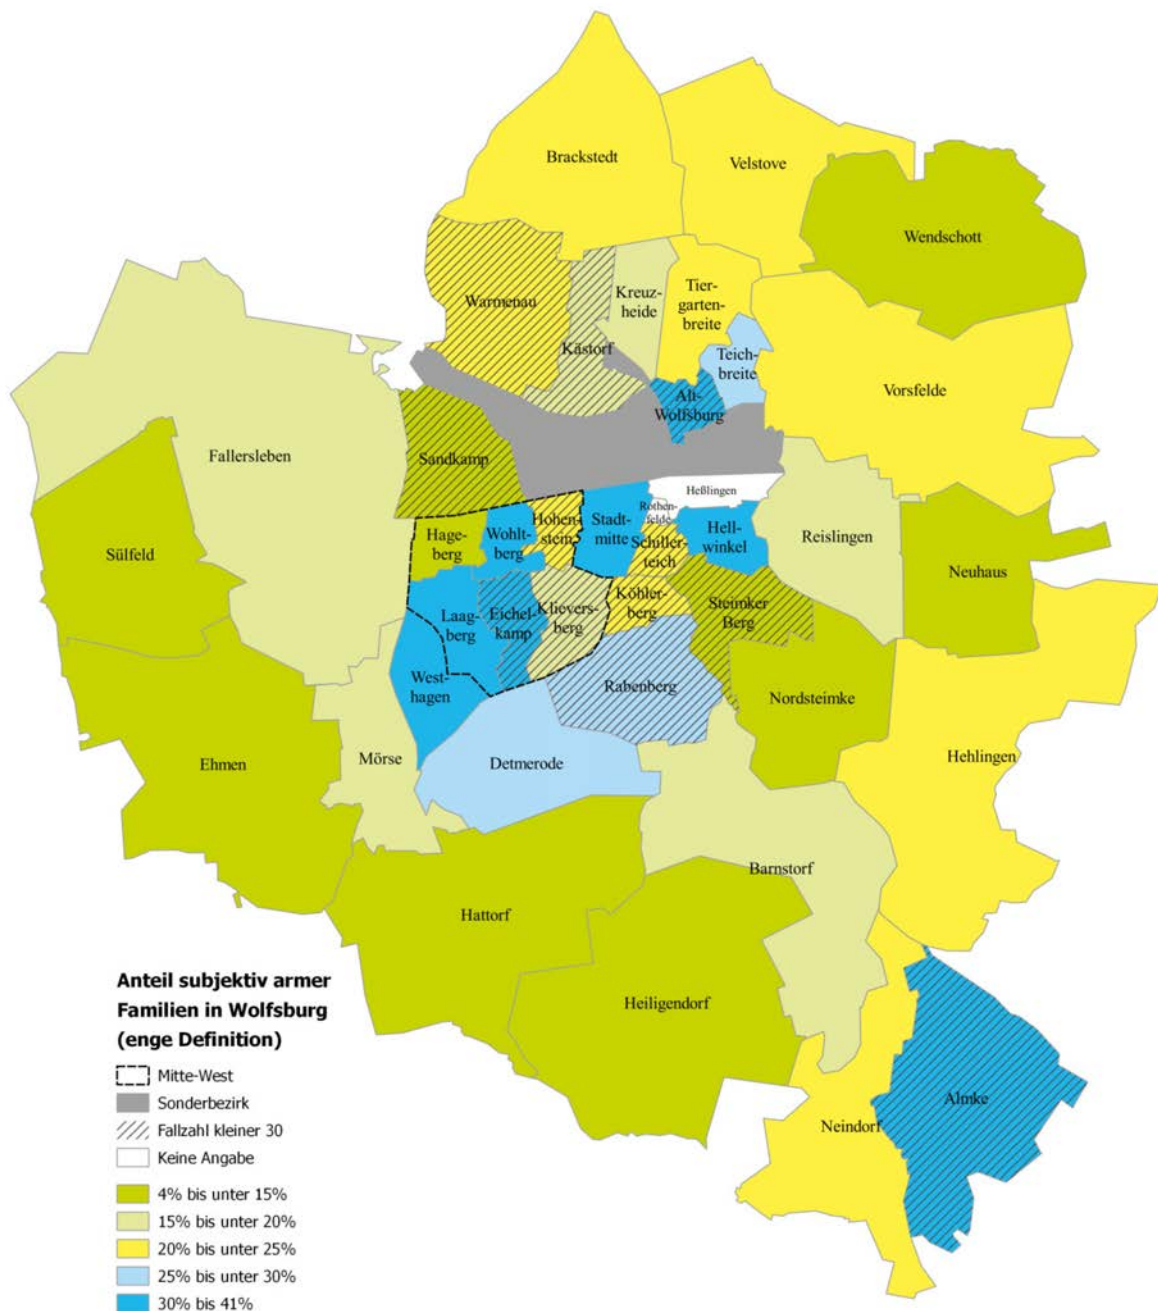 Brackstedt
Velstove
Wendschott
Warmenau
Kreuz-
heide
Tier-
garten-
breite
Kästorf
Teich-
breite
Vorsfelde
Alt-
Wolfsburg
Fallersleben
Sandkamp
Heßlingen
Rothen-
felde
Sülfeld
Hage-
berg
Wohlt-
berg
Hohen-
stein
Stadt-
mitte
Schiller-
teich
Hell-
winkel
Reislingen
Neuhaus
Laag-
berg
Eichel-
kamp
Klievers-
berg
Köhler-
berg
Steimker
Berg
West-
hagen
Rabenberg
Nordsteimke
Ehmen
Mörse
Detmerode
Hehlingen
Barnstorf
Hattorf
Heiligendorf
Almke
Neindorf
Anteil subjektiv armer
Familien in Wolfsburg
(enge Definition)
Mitte-West
Sonderbezirk
Fallzahl kleiner 30
Keine Angabe
4% bis unter 15%
15% bis unter 20%
20% bis unter 25%
25% bis unter 30%
30% bis 41%